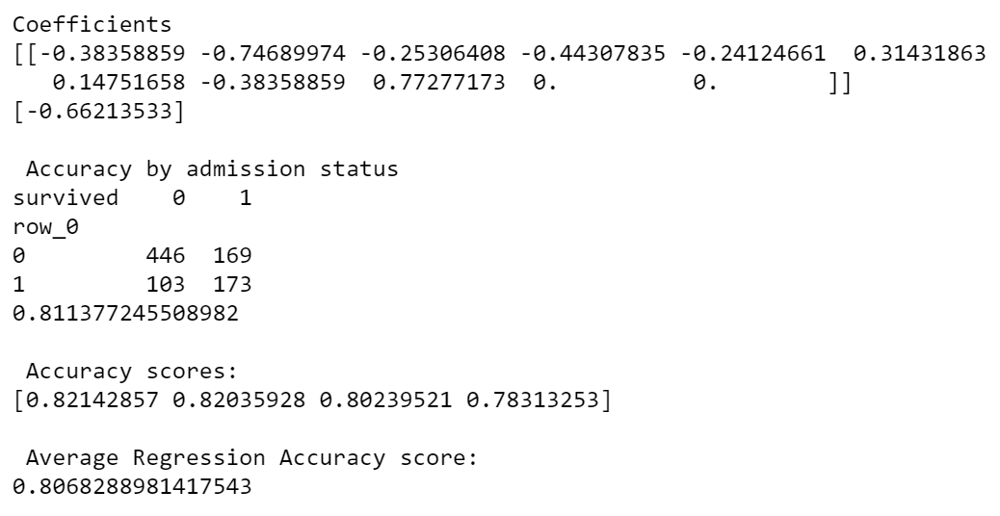 Coefficients
[[-0.38358859 -0.74689974 -0.25306408 -0.44307835 -0.24124661  0.31431863
   0.14751658 -0.38358859  0.77277173  0.          0.        ]]
[-0.66213533]
 Accuracy by admission status
survived    0    1
row_0
0         446  169
1         103  173
0.811377245508982
 Accuracy scores:
[0.82142857 0.82035928 0.80239521 0.78313253]
 Average Regression Accuracy score:
0.8068288981417543